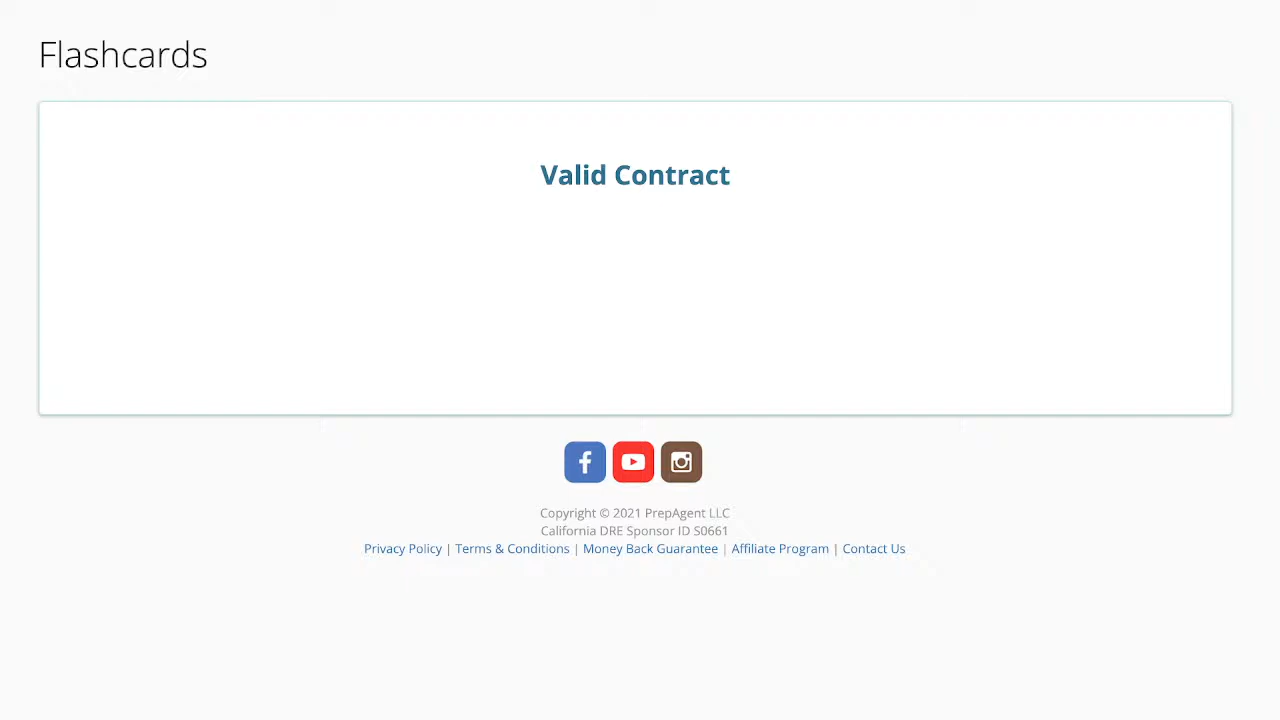 Flashcards
Valid Contract
Copyright © 2021 PrepAgent LLC
California DRE Sponsor ID S0661
Privacy Policy | Terms & Conditions | Money Back Guarantee | Affiliate Program | Contact Us